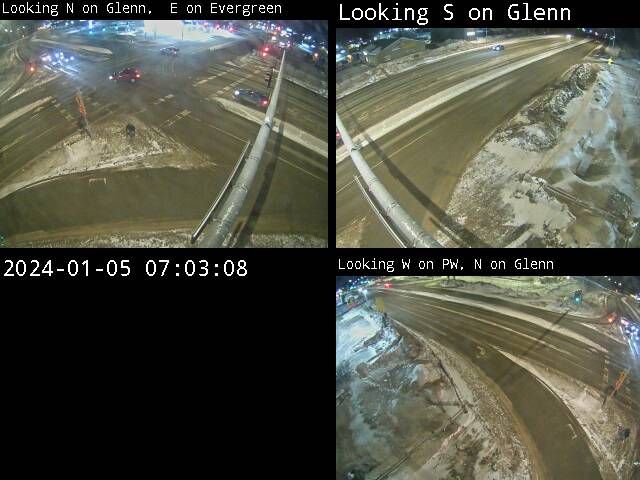 Looking N on Glenn,  E on Evergreen
Looking S on Glenn
2024-01-05 07:03:08
Looking W on PW, N on Glenn